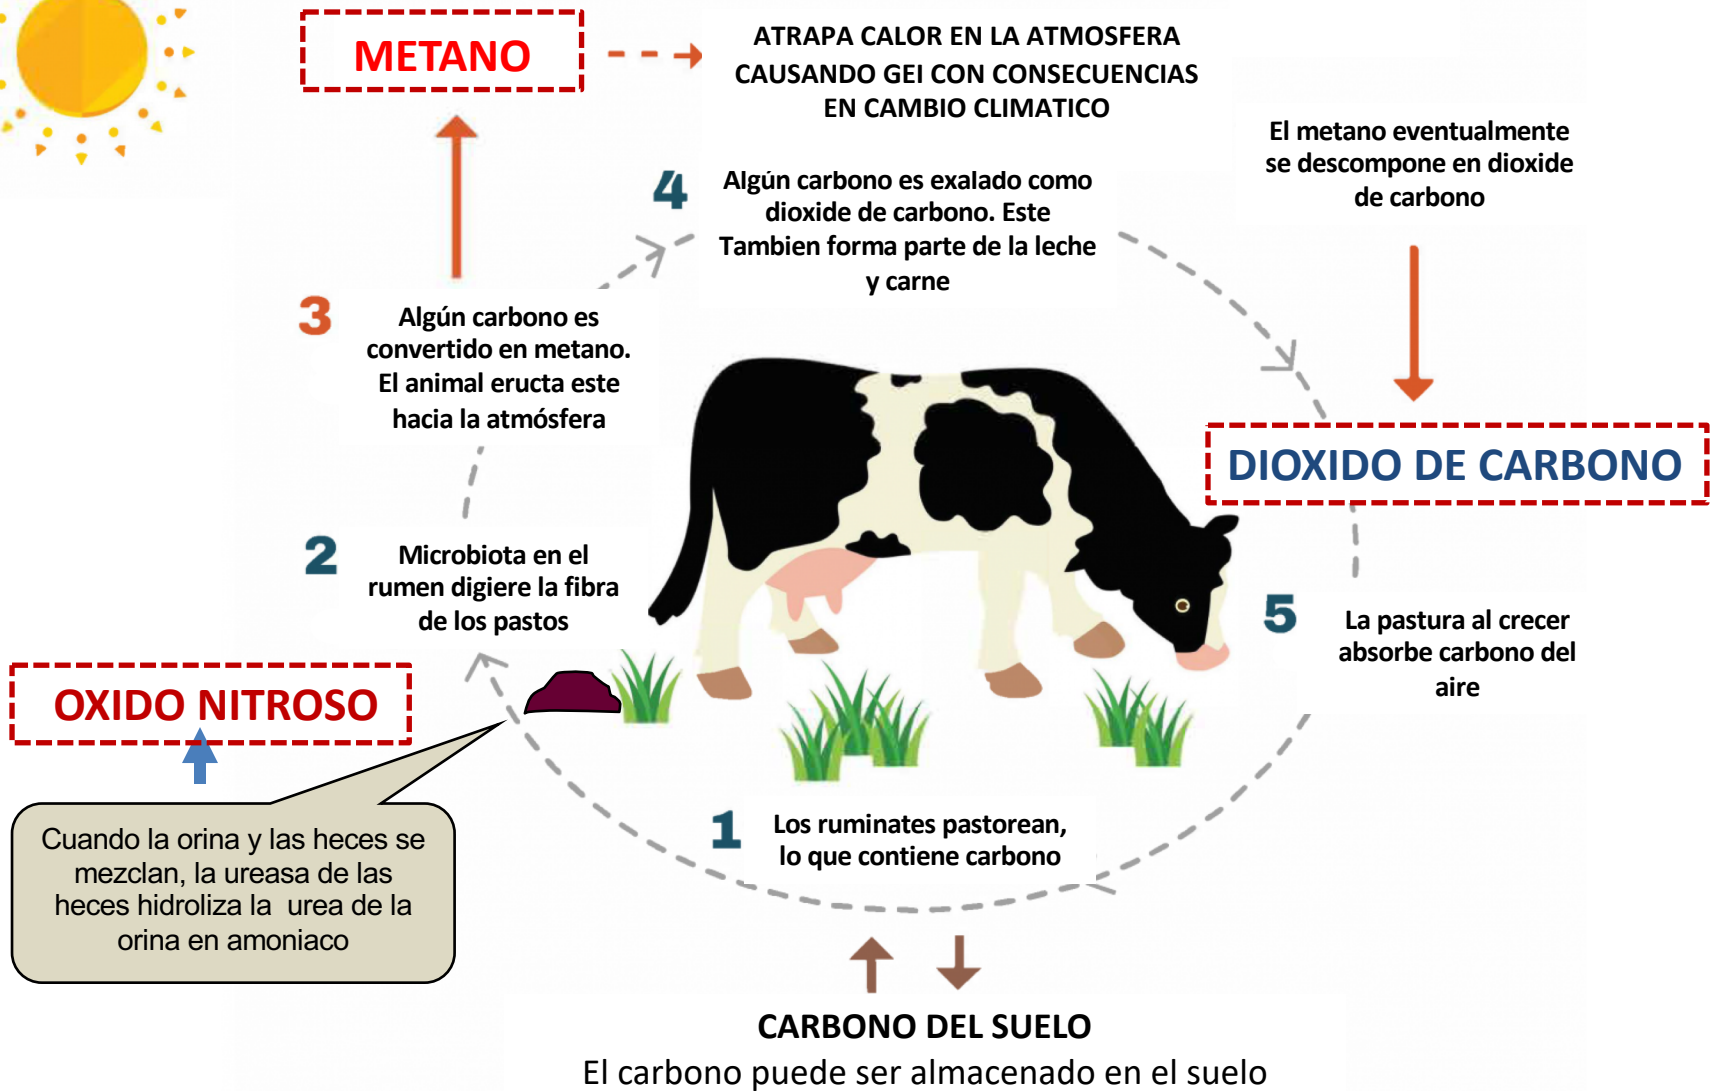 METANO
ATRAPA CALOR EN LA ATMOSFERA
CAUSANDO GEI CON CONSECUENCIAS
EN CAMBIO CLIMATICO
El metano eventualmente
se descompone en dioxide
de carbono
4
Algún carbono es exalado como
dioxide de carbono. Este
Tambien forma parte de la leche
y carne
3
Algún carbono es
convertido en metano.
El animal eructa este
hacia la atmósfera
DIOXIDO DE CARBONO
2
Microbiota en el
rumen digiere la fibra
de los pastos
5
La pastura al crecer
absorbe carbono del
aire
OXIDO NITROSO
Cuando la orina y las heces se
mezclan, la ureasa de las
heces hidroliza la urea de la
orina en amoniaco
1
Los ruminates pastorean,
lo que contiene carbono
CARBONO DEL SUELO
El carbono puede ser almacenado en el suelo